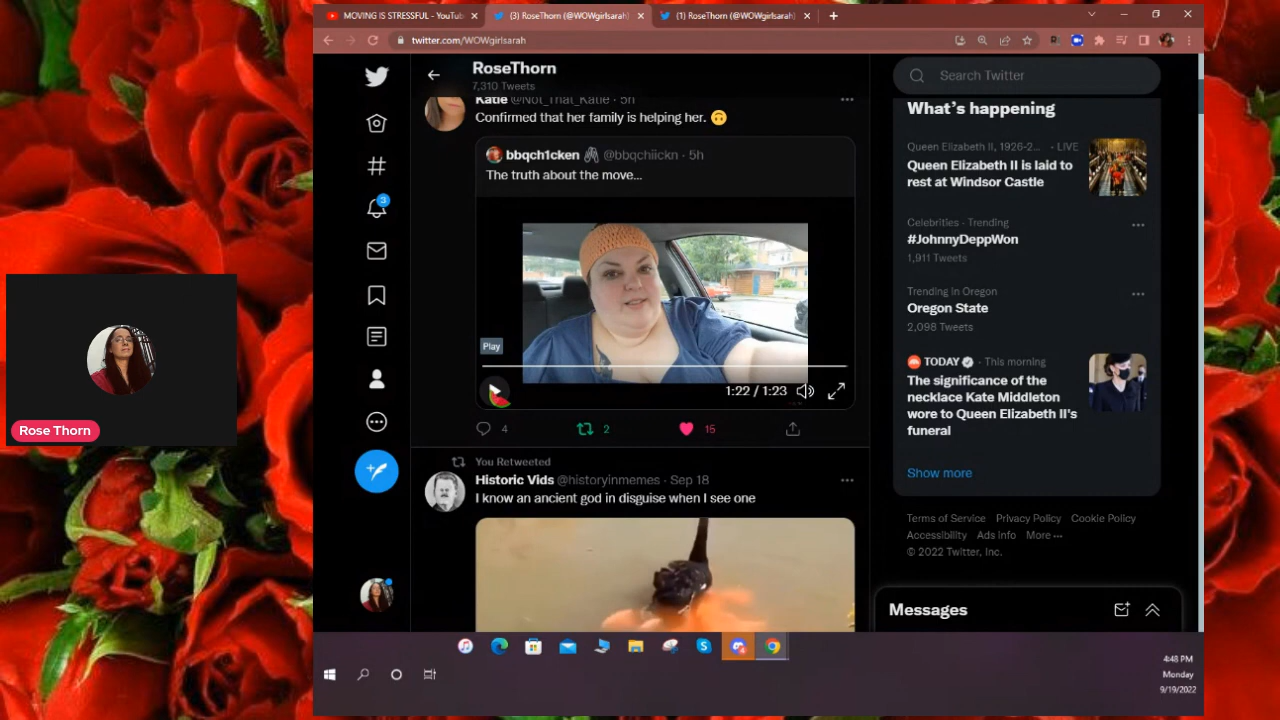 MOVING IS STRESSFUL - YouTub
(3) RoseThorn (@WOWgirlsarah)
(1) RoseThorn (@WOWgirlsarah)
twitter.com/WOWgirlsarah
RoseThorn
7,310 Tweets
Katie @Not_That_Katie · 5h
Confirmed that her family is helping her.
bbqch1cken @bbqchiickn · 5h
The truth about the move...
Play
1:22 / 1:23
4
2
15
You Retweeted
Historic Vids @historyinmemes · Sep 18
I know an ancient god in disguise when I see one
3
Search Twitter
What's happening
Queen Elizabeth II, 1926-2... · LIVE
Queen Elizabeth II is laid to
rest at Windsor Castle
Celebrities · Trending
#JohnnyDeppWon
1,911 Tweets
Trending in Oregon
Oregon State
2,098 Tweets
TODAY · This morning
The significance of the
necklace Kate Middleton
wore to Queen Elizabeth II's
funeral
Show more
Terms of Service Privacy Policy Cookie Policy
Accessibility Ads info More ···
© 2022 Twitter, Inc.
Messages
Rose Thorn
4:48 PM
Monday
9/19/2022